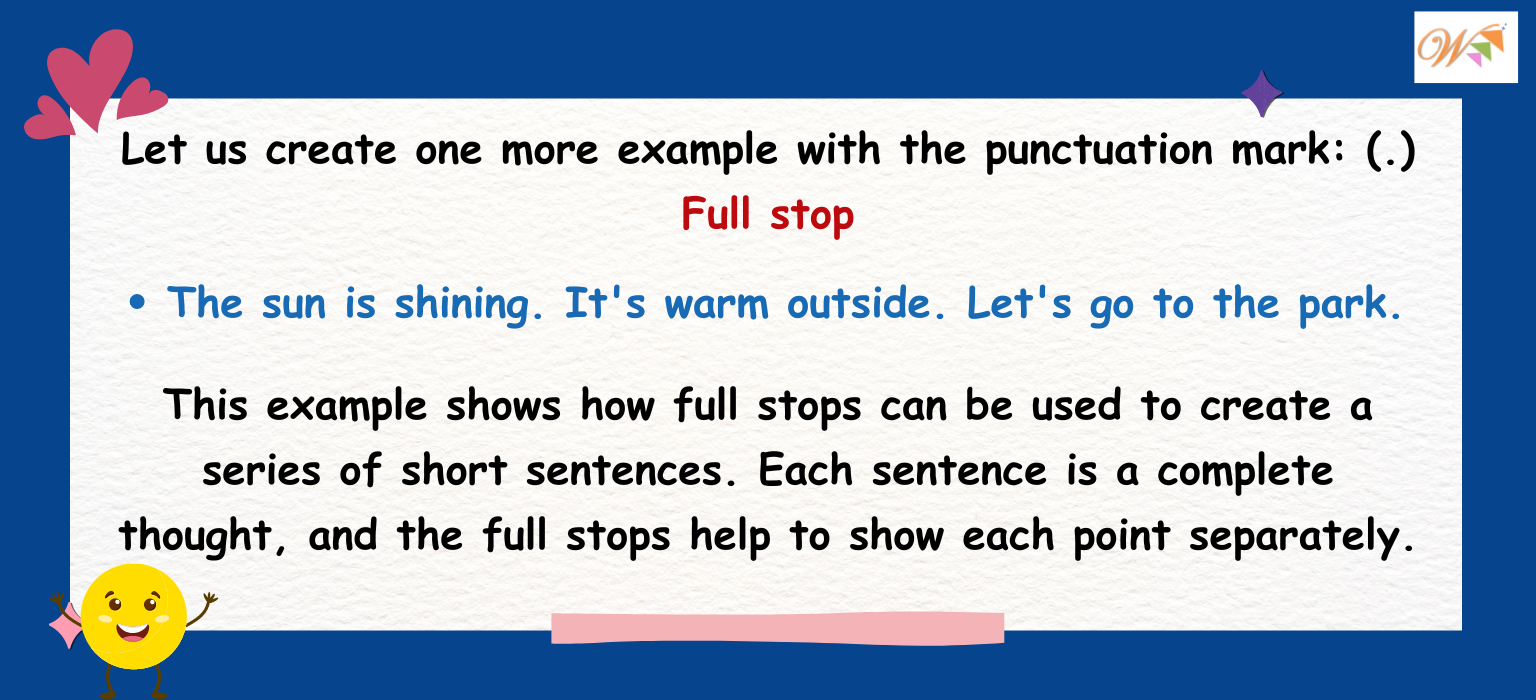 Let us create one more example with the punctuation mark: (.)
Full stop
• The sun is shining. It's warm outside. Let's go to the park.
This example shows how full stops can be used to create a
series of short sentences. Each sentence is a complete
thought, and the full stops help to show each point separately.
W